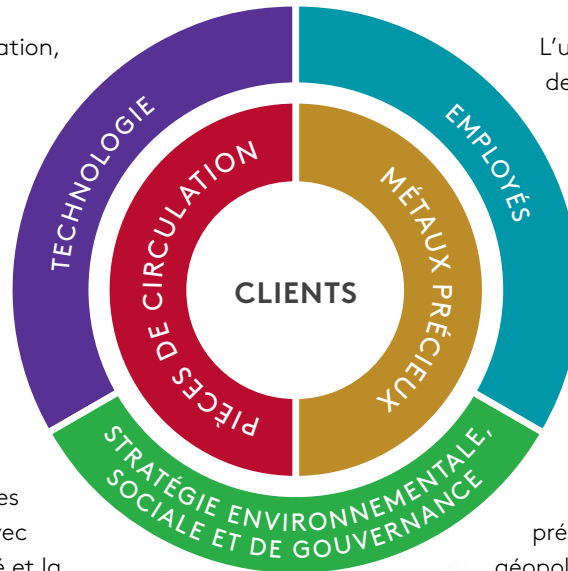 ation,
L'u
de
TECHNOLOGIE
EMPLOYÉS
PIÈCES DE CIRCULATION
MÉTAUX PRÉCIEUX
CLIENTS
STRATÉGIE ENVIRONNEMENTALE,
SOCIALE ET DE GOUVERNANCE
es
vec
é et la
pré
géopol